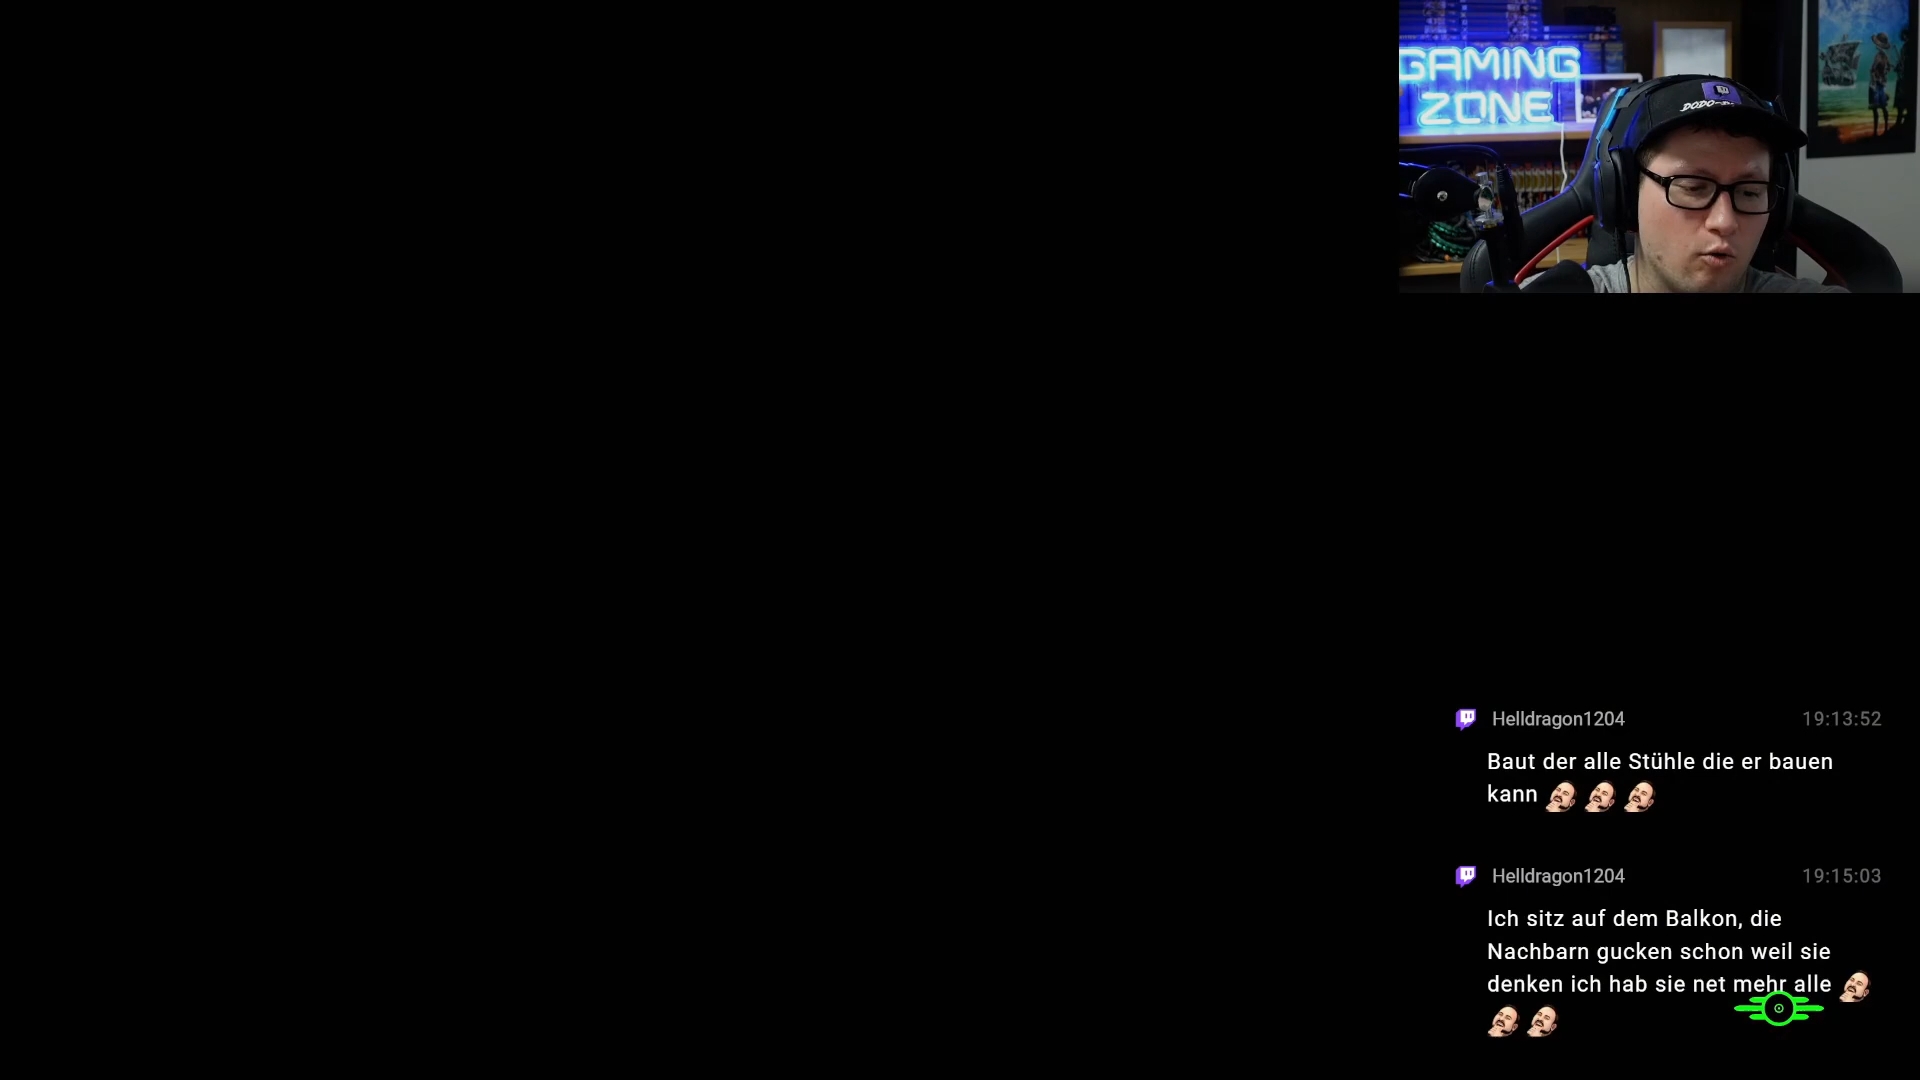 GAMING
ZONE
Helldragon1204 19:13:52
Baut der alle Stühle die er bauen
kann
Helldragon1204 19:15:03
Ich sitz auf dem Balkon, die
Nachbarn gucken schon weil sie
denken ich hab sie net mehr alle